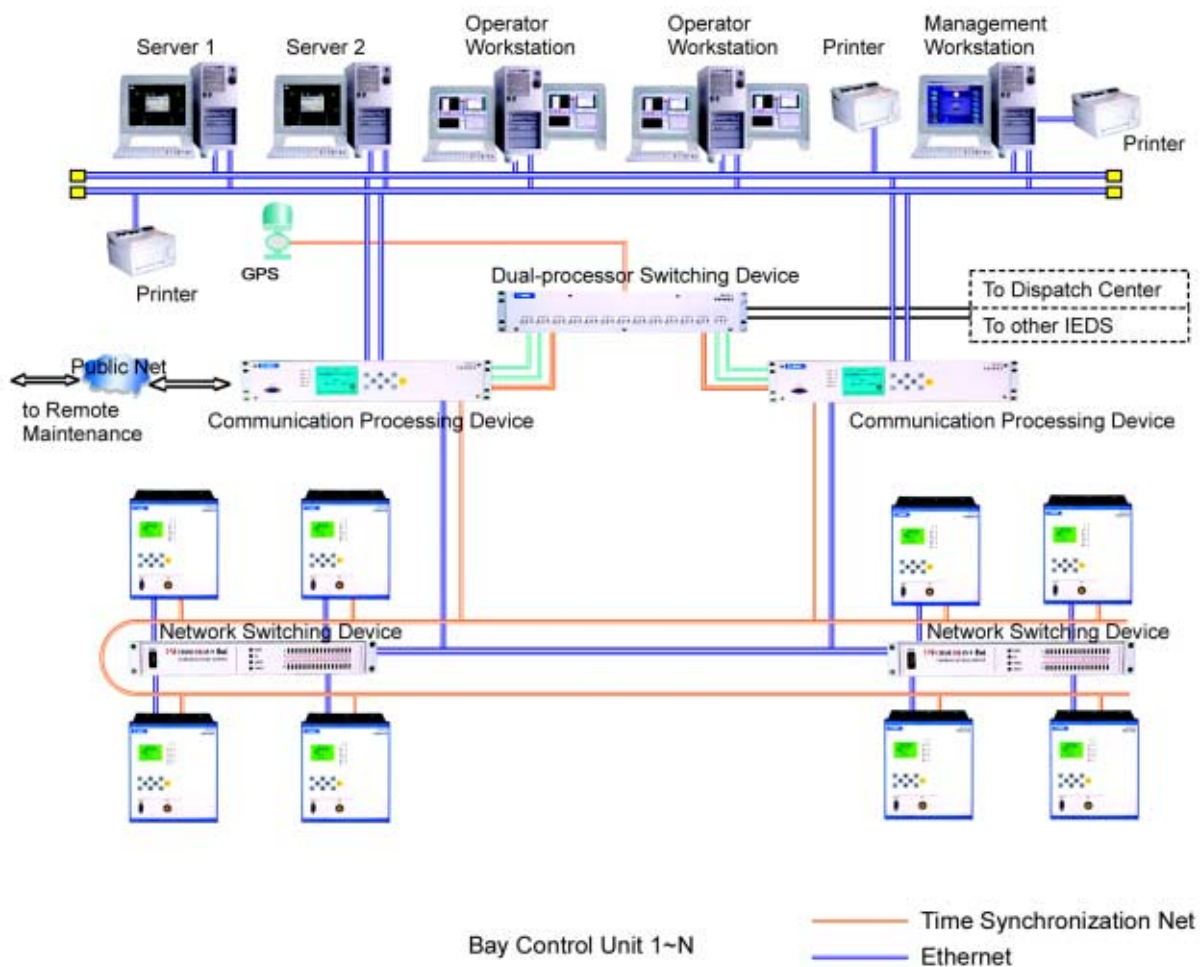 Server 1
Server 2
Operator
Workstation
Operator
Workstation
Printer
Management
Workstation
Printer
Printer
GPS
Dual-processor Switching Device
To Dispatch Center
To other IEDS
Public Net
to Remote
Maintenance
Communication Processing Device
Communication Processing Device
Network Switching Device
Network Switching Device
Bay Control Unit 1~N
Time Synchronization Net
Ethernet